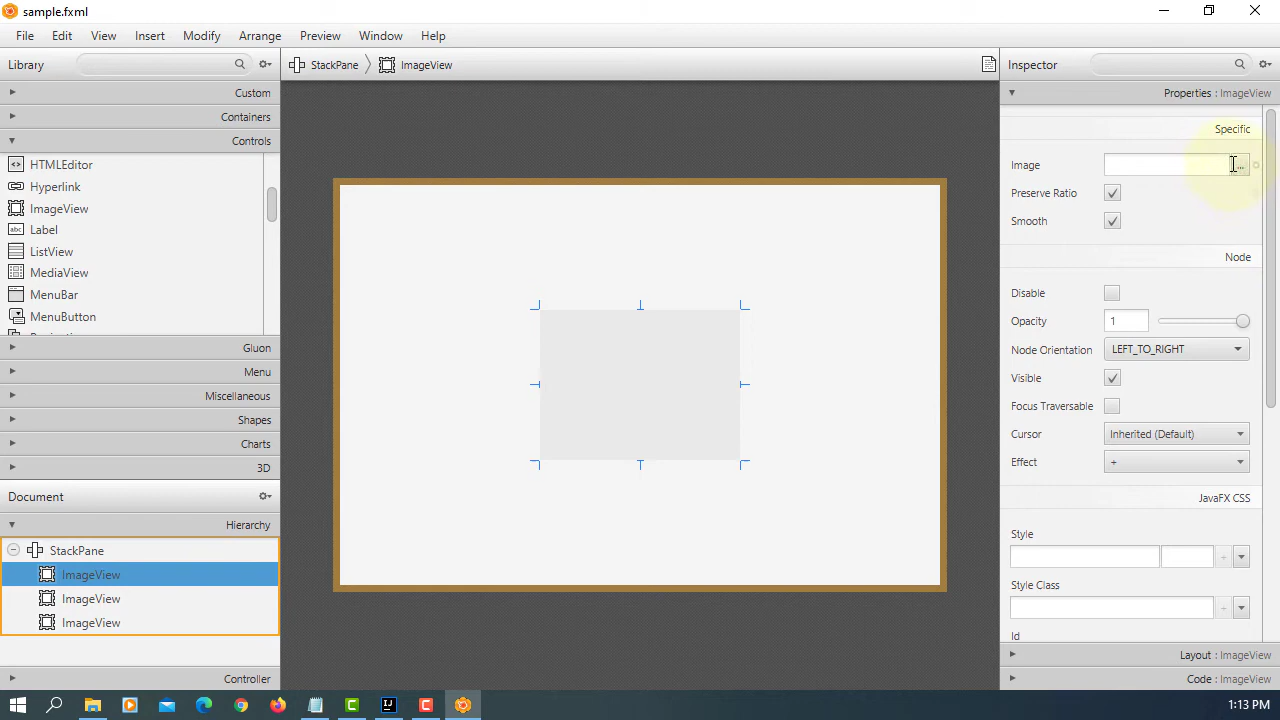 sample.fxml
File Edit View Insert Modify Arrange Preview Window Help
Library
StackPane ImageView
Inspector
Custom
Containers
Controls
HTMLEditor
Hyperlink
ImageView
Label
ListView
MediaView
MenuBar
MenuButton
Gluon
Menu
Miscellaneous
Shapes
Charts
3D
Document
Hierarchy
StackPane
ImageView
ImageView
ImageView
Controller
Properties : ImageView
Specific
Image ...
Preserve Ratio
Smooth
Node
Disable
Opacity 1
Node Orientation LEFT_TO_RIGHT
Visible
Focus Traversable
Cursor Inherited (Default)
Effect +
JavaFX CSS
Style
+
Style Class
+
Id
Layout : ImageView
Code : ImageView
1:13 PM